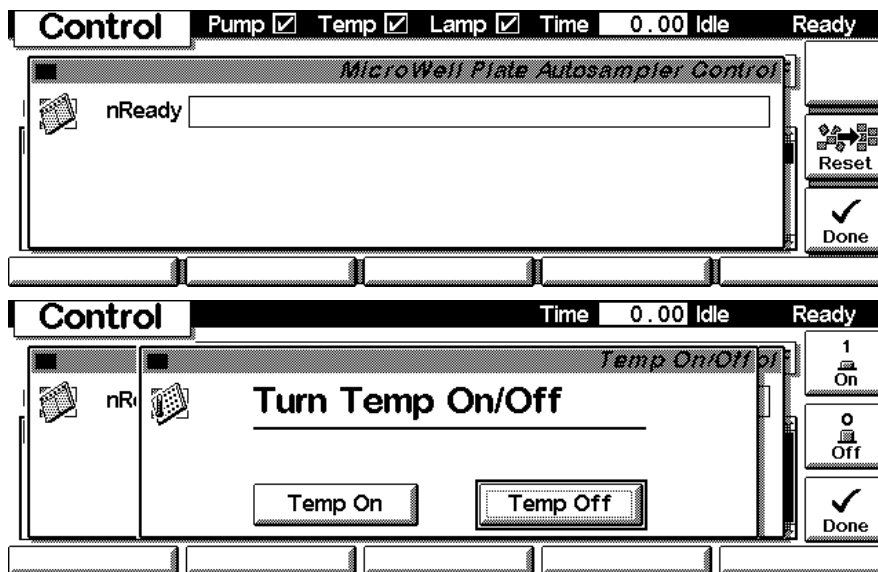 Control Pump Temp Lamp Time 0.00 Idle Ready
MicroWell Plate Autosampler Control
nReady
Reset
Done
Control Time 0.00 Idle Ready
Temp On/Off ol
1
On
nR
Turn Temp On/Off
0
Off
Temp On Temp Off
Done